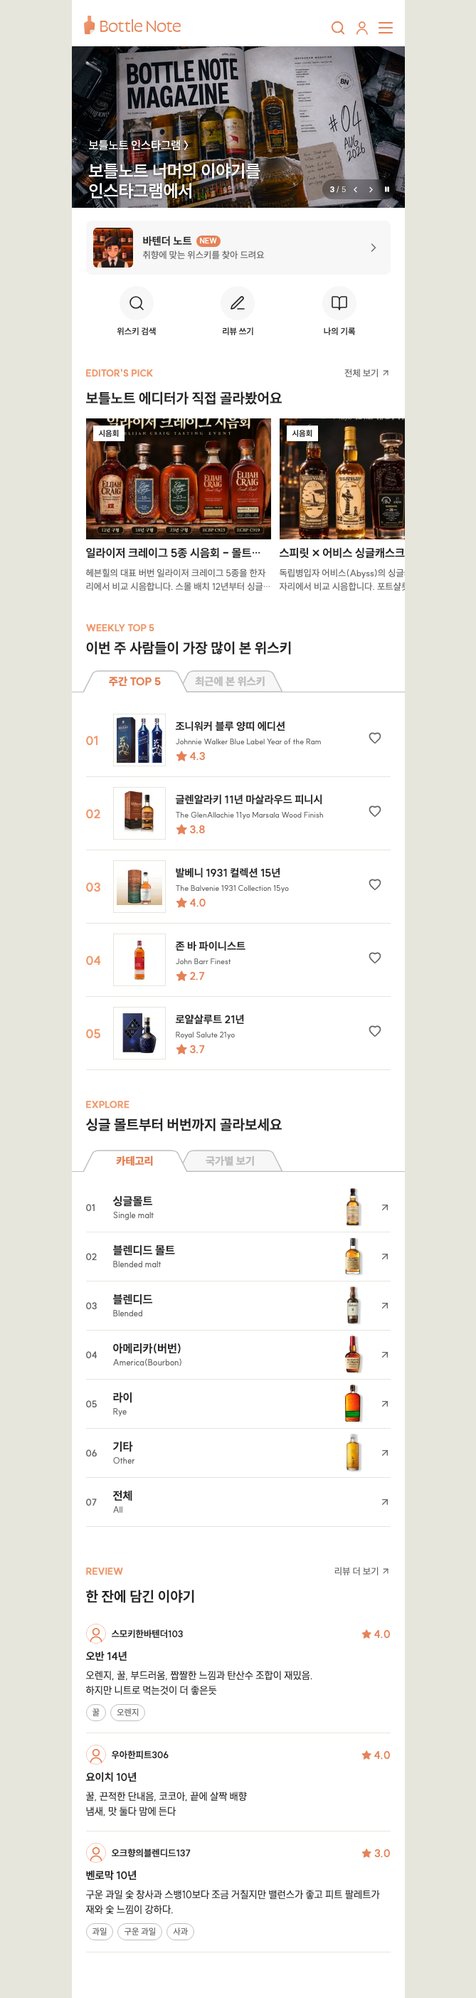 Bottle Note
BOTTLE NOTE
MAGAZINE
BN
#04
AUG
2026
보틀노트 인스타그램 >
보틀노트 너머의 이야기를
인스타그램에서
3 / 5
바텐더 노트 NEW
취향에 맞는 위스키를 찾아 드려요
위스키 검색
리뷰 쓰기
나의 기록
EDITOR'S PICK
전체 보기
보틀노트 에디터가 직접 골라봤어요
시음회
일라이저 크레이그 시음회
ELIJAH CRAIG TASTING EVENT
ELIJAH CRAIG
ELIJAH CRAIG
시음회
일라이저 크레이그 5종 시음회 – 몰트...
헤븐힐의 대표 버번 일라이저 크레이그 5종을 한자
리에서 비교 시음합니다. 스몰 배치 12년부터 싱글...
스피릿 × 어비스 싱글캐스크
독립병입자 어비스(Abyss)의 싱글
자리에서 비교 시음합니다. 포트샬롯
WEEKLY TOP 5
이번 주 사람들이 가장 많이 본 위스키
주간 TOP 5
최근에 본 위스키
01
조니워커 블루 양띠 에디션
Johnnie Walker Blue Label Year of the Ram
4.3
02
글렌알라키 11년 마살라우드 피니시
The GlenAllachie 11yo Marsala Wood Finish
3.8
03
발베니 1931 컬렉션 15년
The Balvenie 1931 Collection 15yo
4.0
04
존 바 파이니스트
John Barr Finest
2.7
05
로얄살루트 21년
Royal Salute 21yo
3.7
EXPLORE
싱글 몰트부터 버번까지 골라보세요
카테고리
국가별 보기
01
싱글몰트
Single malt
02
블렌디드 몰트
Blended malt
03
블렌디드
Blended
04
아메리카(버번)
America(Bourbon)
05
라이
Rye
06
기타
Other
07
전체
All
REVIEW
리뷰 더 보기
한 잔에 담긴 이야기
스모키한바텐더103
4.0
오반 14년
오렌지, 꿀, 부드러움, 짭짤한 느낌과 탄산수 조합이 재밌음.
하지만 니트로 먹는것이 더 좋은듯
꿀
오렌지
우아한피트306
4.0
요이치 10년
꿀, 끈적한 단내음, 코코아, 끝에 살짝 배향
냄새, 맛 둘다 맘에 든다
오크향의블렌디드137
3.0
벤로막 10년
구운 과일 숯 창사과 스뱅10보다 조금 거칠지만 밸런스가 좋고 피트 팔레트가
재와 숯 느낌이 강하다.
과일
구운 과일
사과